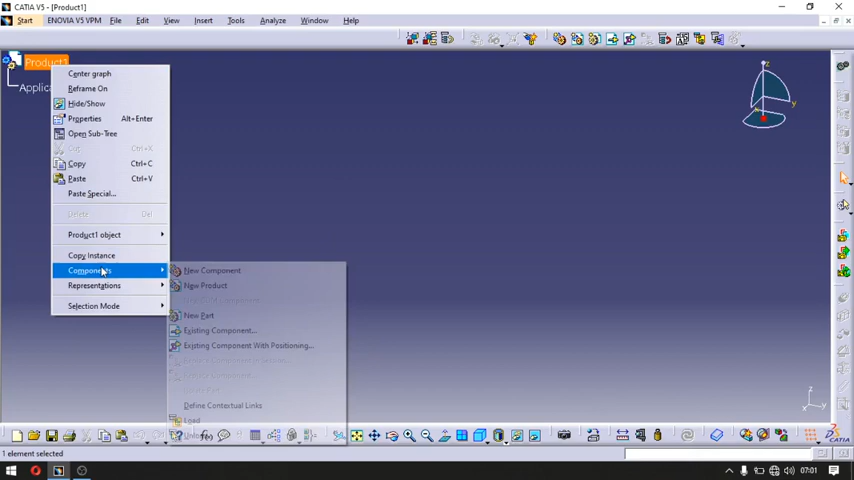 CATIA V5 - [Product1]
Start ENOVIA V5 VPM File Edit View Insert Tools Analyze Window Help
Product1
Applic
Center graph
Reframe On
Hide/Show
Properties Alt+Enter
Open Sub-Tree
Cut Ctrl+X
Copy Ctrl+C
Paste Ctrl+V
Paste Special...
Delete Del
Product1 object
Copy Instance
Components
Representations
Selection Mode
New Component
New Product
New Part
Existing Component...
Existing Component With Positioning...
Define Contextual Links
Load
z
y
x
z
x y
f(x)
CATIA
1 element selected
07:01